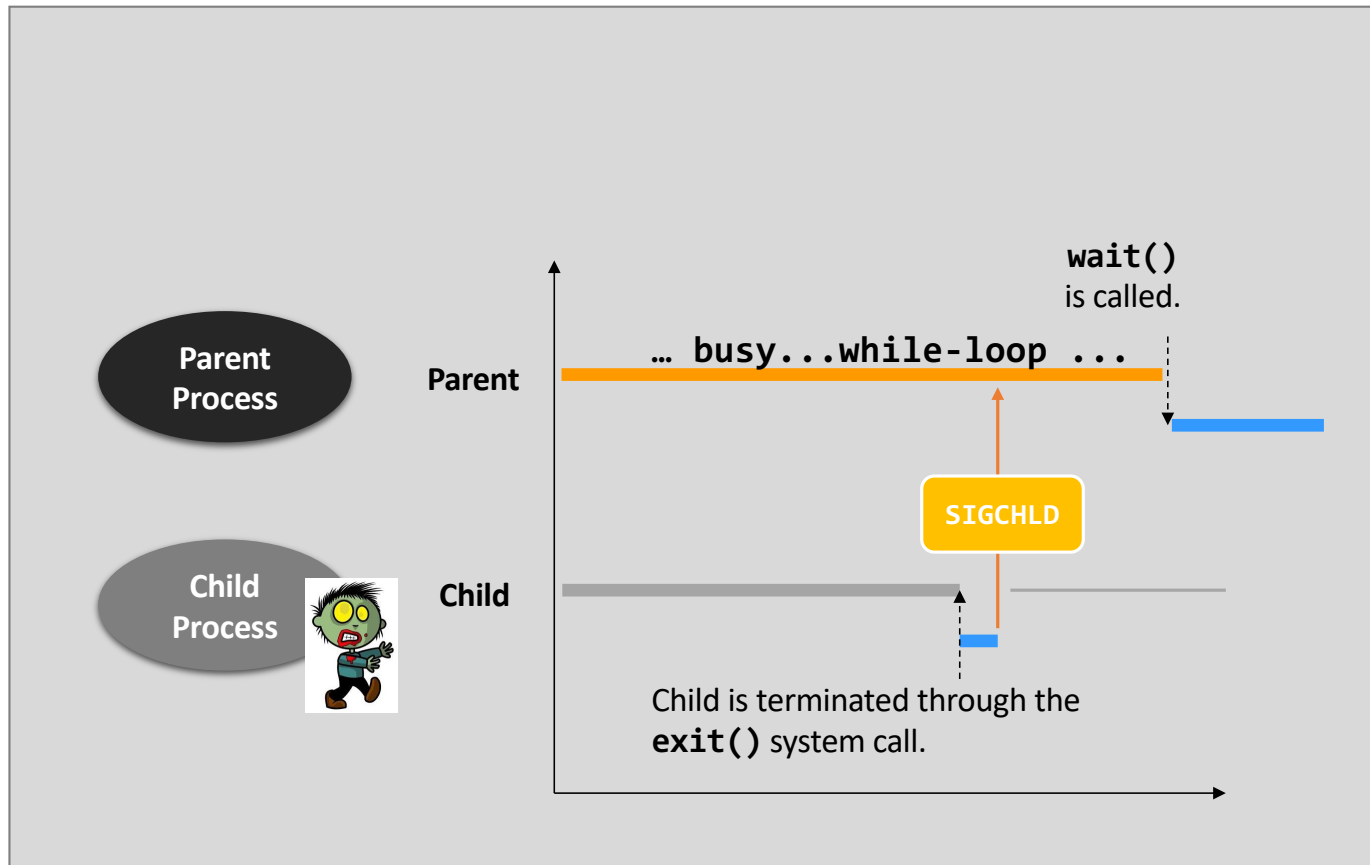 wait()
is called.
… busy...while-loop ...
Parent
Process
Parent
SIGCHLD
Child
Process
Child
Child is terminated through the
exit() system call.